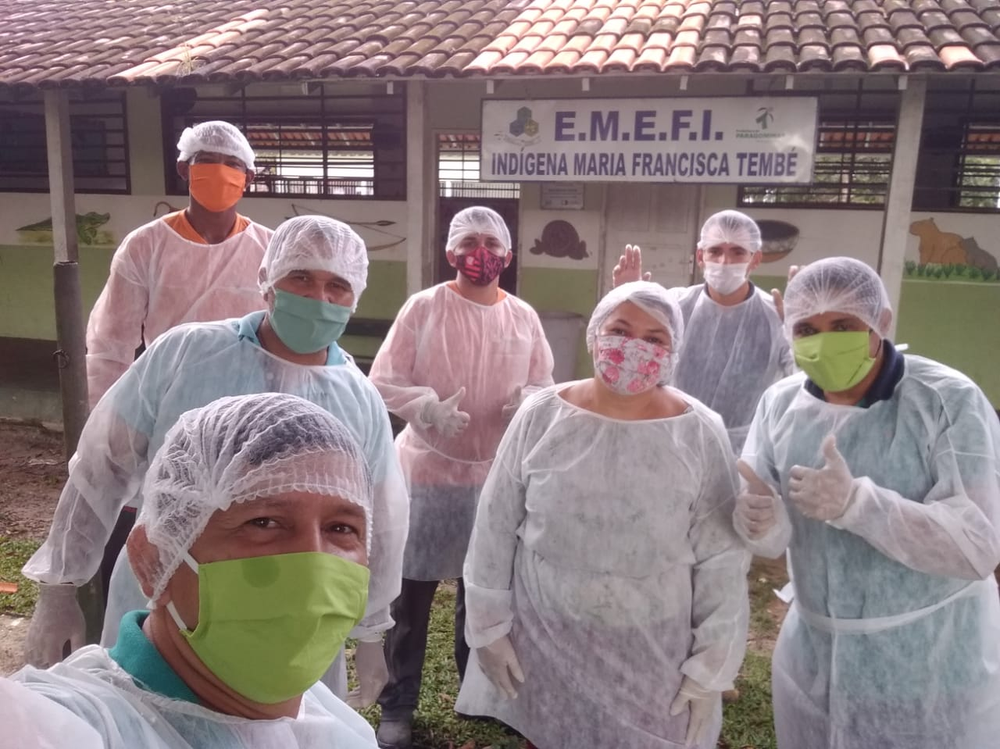 E.M.E.F.I.
PARAGOMINAS
INDÍGENA MARIA FRANCISCA TEMBÉ